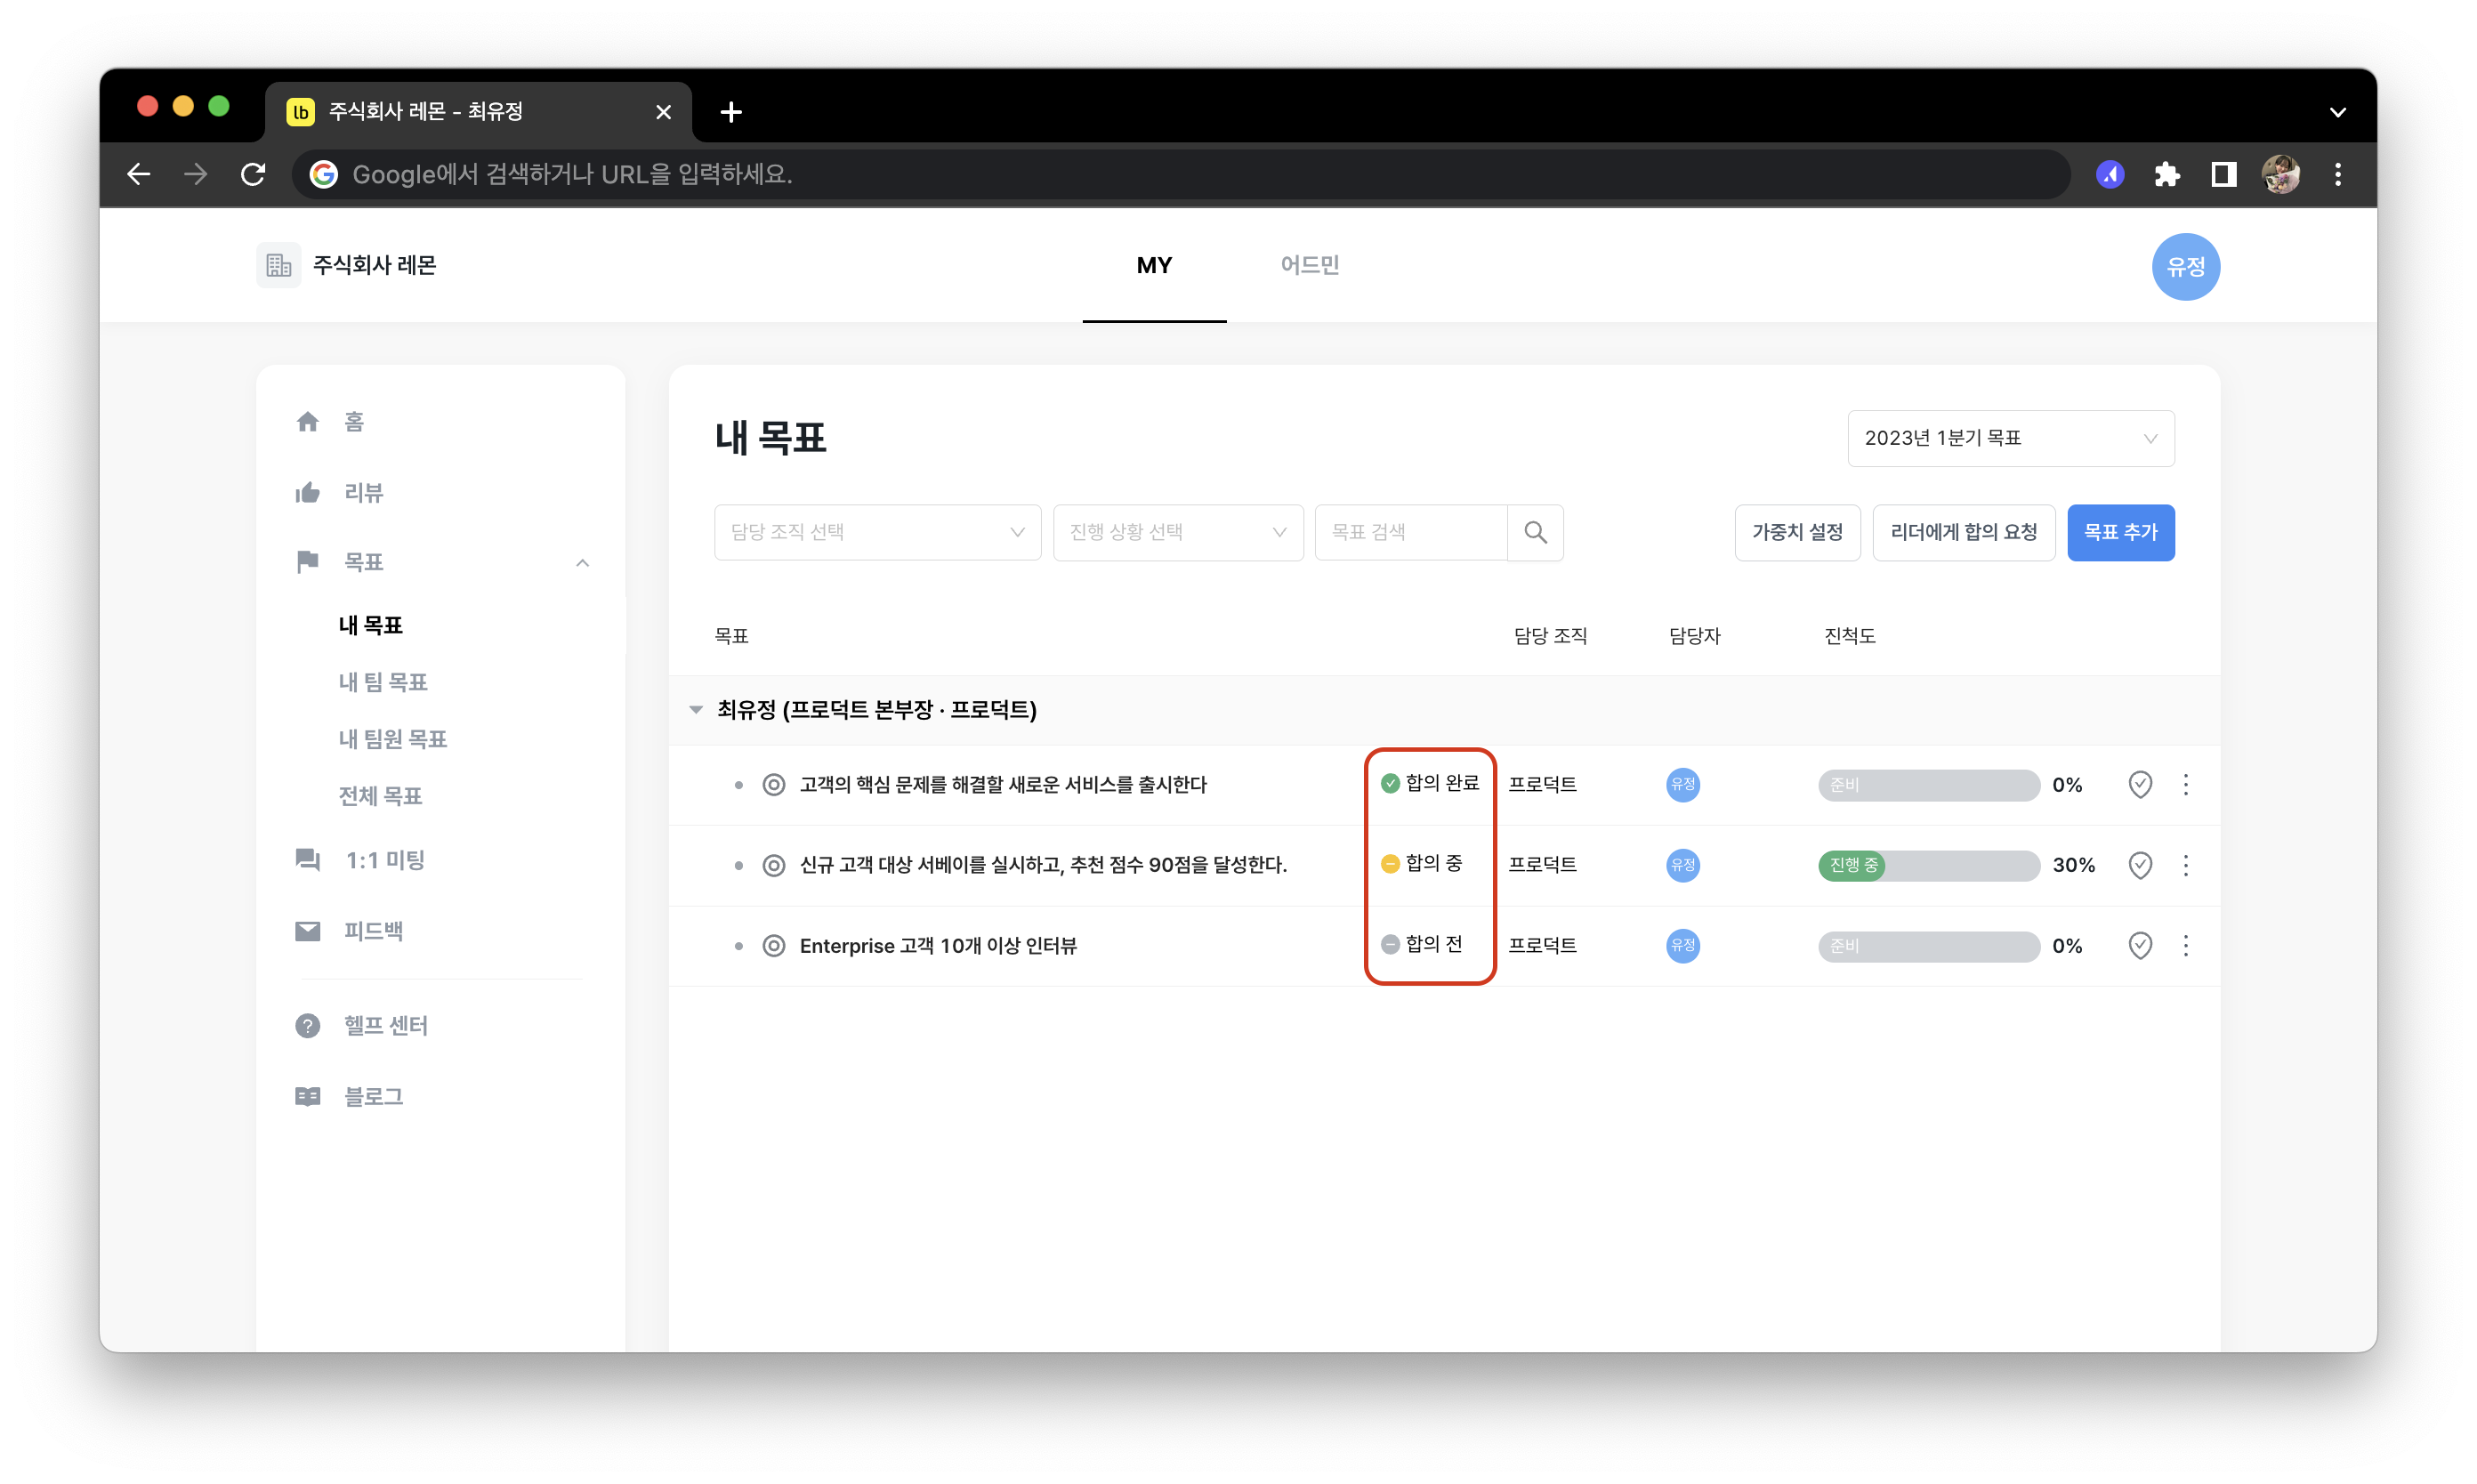 lb 주식회사 레몬 - 최유정
Google에서 검색하거나 URL을 입력하세요.
주식회사 레몬
MY
어드민
유정
홈
리뷰
목표
내 목표
내 팀 목표
내 팀원 목표
전체 목표
1:1 미팅
피드백
헬프 센터
블로그
내 목표
2023년 1분기 목표
담당 조직 선택
진행 상황 선택
목표 검색
가중치 설정
리더에게 합의 요청
목표 추가
목표 담당 조직 담당자 진척도
최유정 (프로덕트 본부장 · 프로덕트)
고객의 핵심 문제를 해결할 새로운 서비스를 출시한다 합의 완료 프로덕트 유정 준비 0%
신규 고객 대상 서베이를 실시하고, 추천 점수 90점을 달성한다. 합의 중 프로덕트 유정 진행 중 30%
Enterprise 고객 10개 이상 인터뷰 합의 전 프로덕트 유정 준비 0%